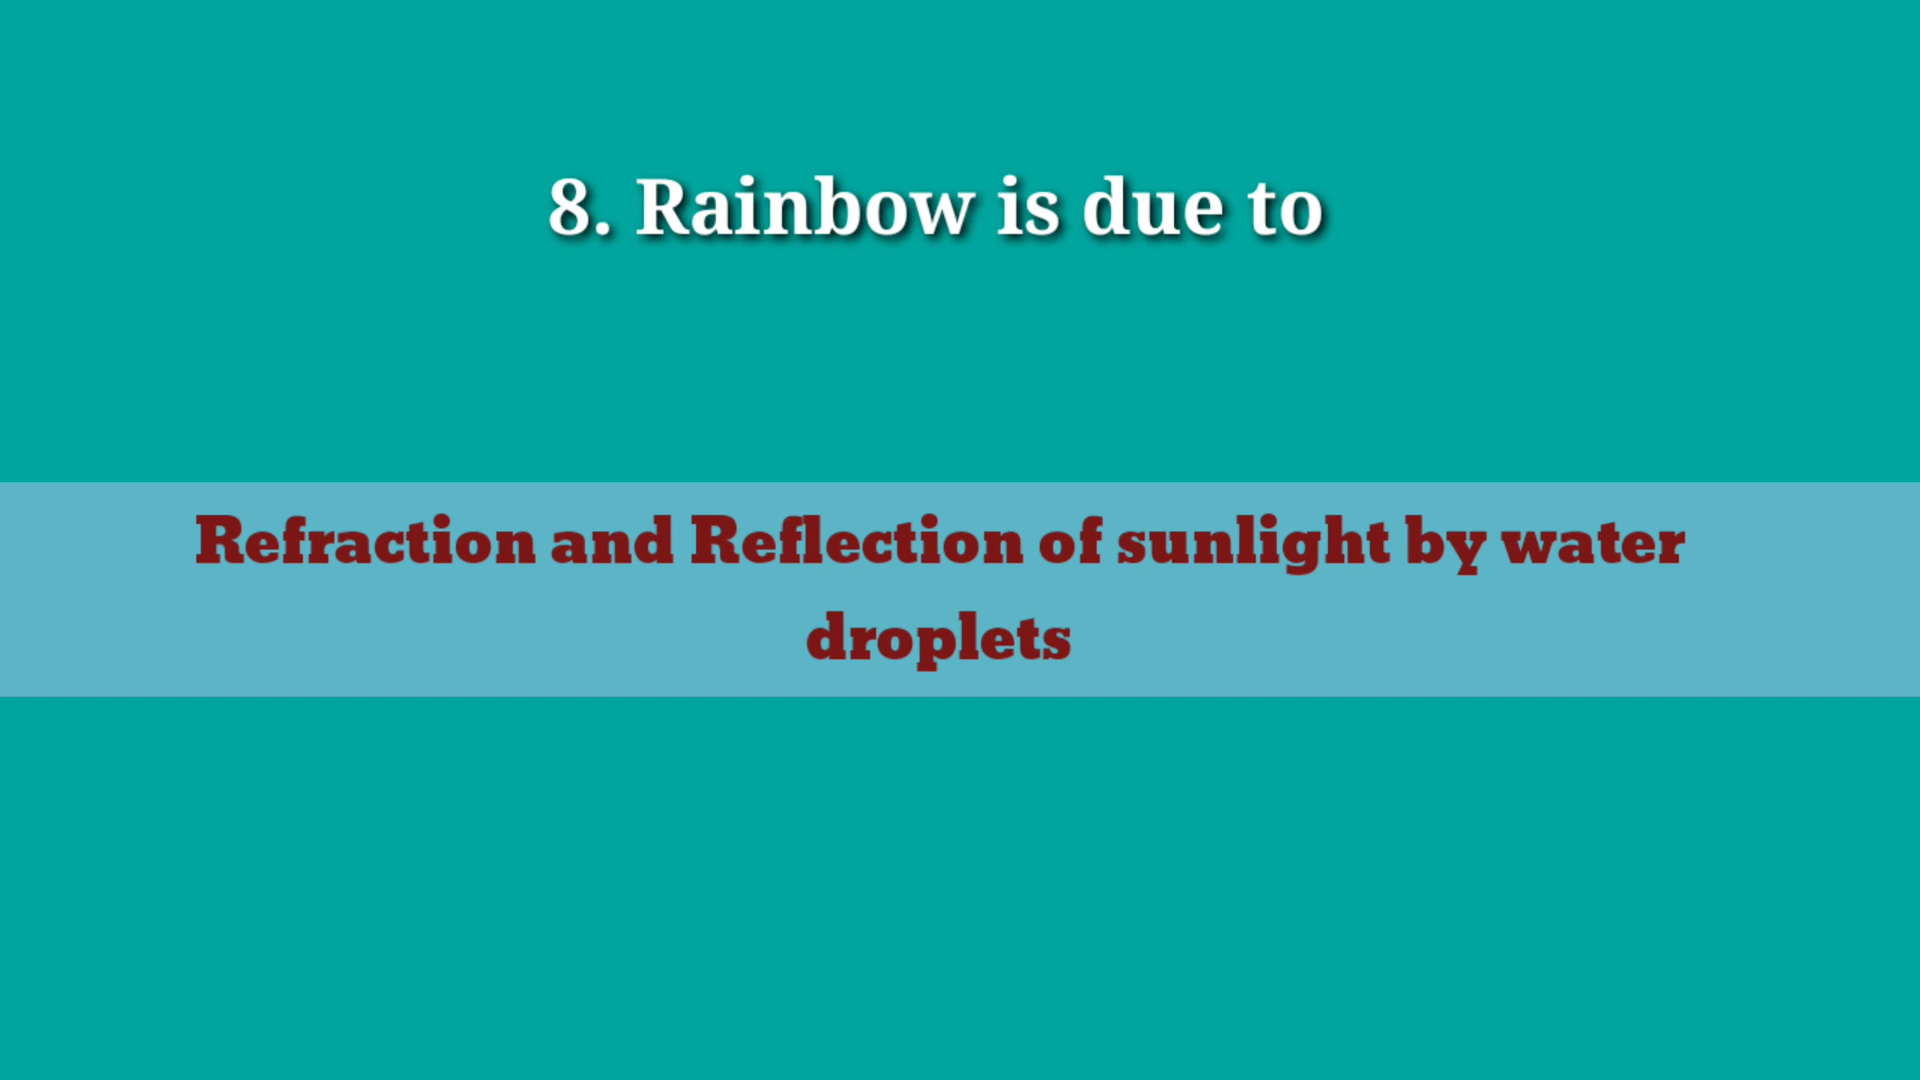 8. Rainbow is due to
Refraction and Reflection of sunlight by water
droplets